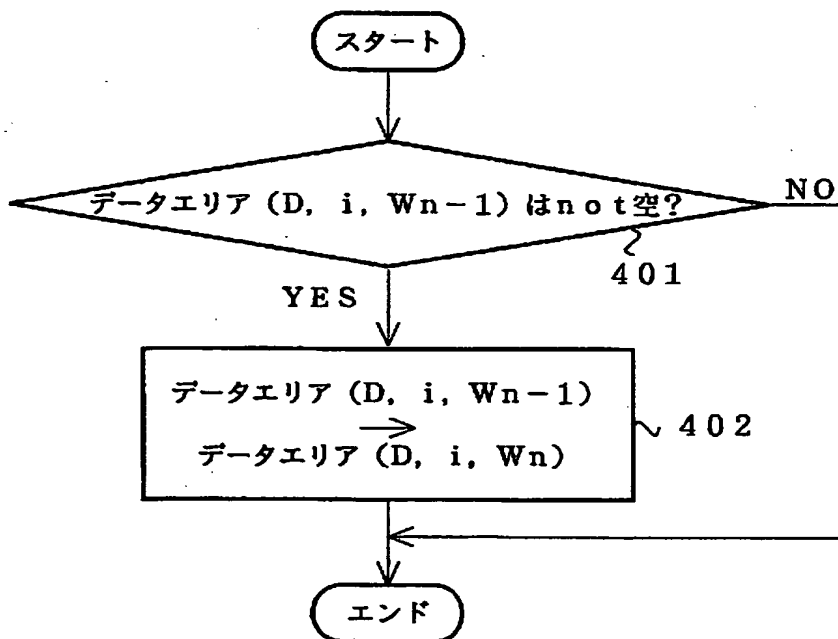 スタート
データエリア (D, i, Wn-1) はnot空?
NO
401
YES
データエリア (D, i, Wn-1)
データエリア (D, i, Wn)
402
エンド